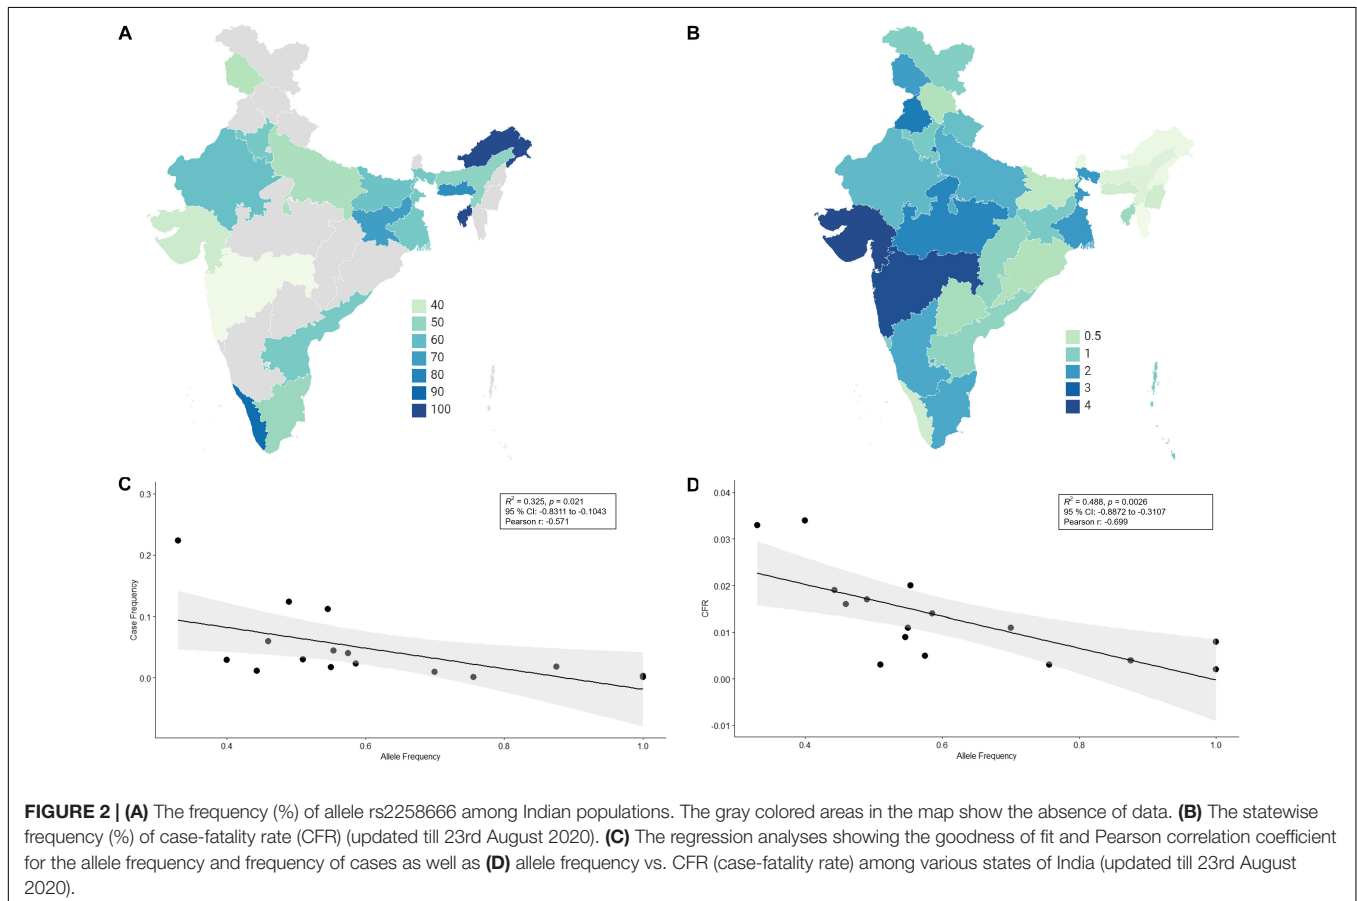 A
B
40
50
60
70
80
90
100
0.5
1
2
3
4
C
0.3
0.2
0.1
0.0
Case Frequency
R² = 0.325, p = 0.021
95 % CI: -0.8311 to -0.1043
Pearson r: -0.571
0.4
0.6
0.8
1.0
Allele Frequency
D
0.04
0.03
0.02
0.01
0.00
-0.01
CFR
R² = 0.488, p = 0.0026
95 % CI: -0.8872 to -0.3107
Pearson r: -0.699
0.4
0.6
0.8
1.0
Allele Frequency
FIGURE 2 | (A) The frequency (%) of allele rs2258666 among Indian populations. The gray colored areas in the map show the absence of data. (B) The statewise
frequency (%) of case-fatality rate (CFR) (updated till 23rd August 2020). (C) The regression analyses showing the goodness of fit and Pearson correlation coefficient
for the allele frequency and frequency of cases as well as (D) allele frequency vs. CFR (case-fatality rate) among various states of India (updated till 23rd August
2020).